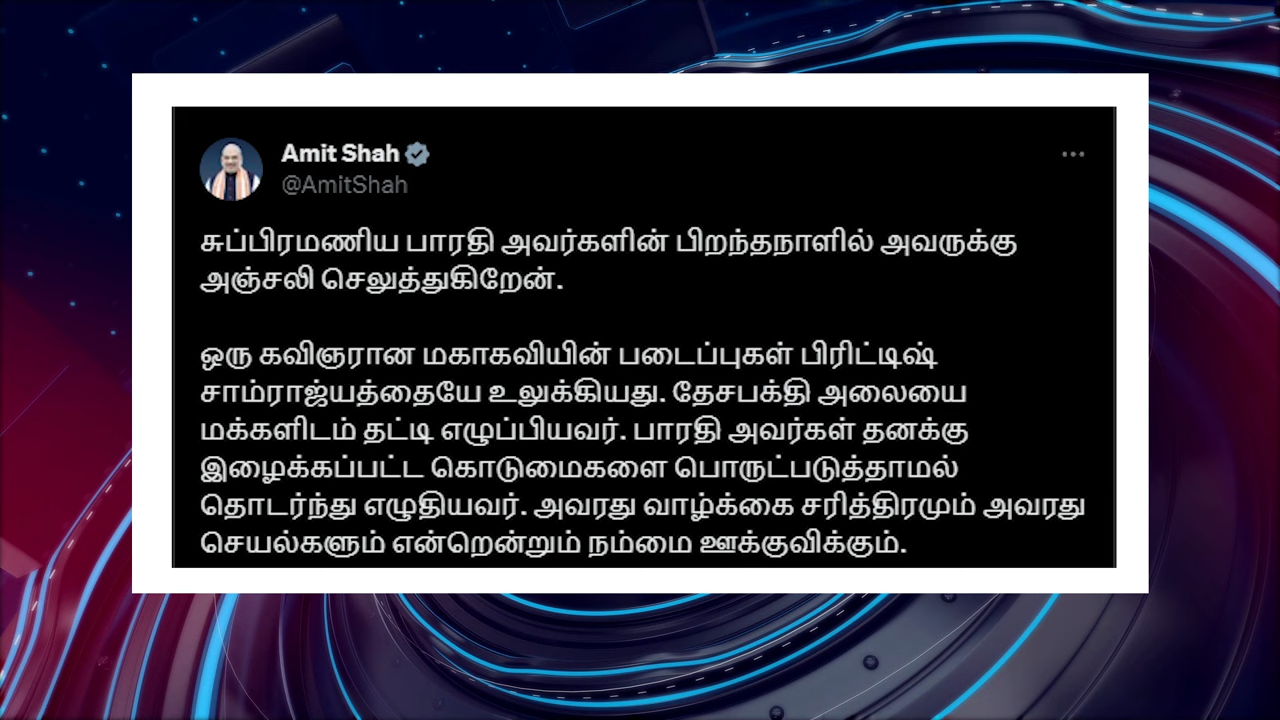 Amit Shah
@AmitShah
சுப்பிரமணிய பாரதி அவர்களின் பிறந்தநாளில் அவருக்கு
அஞ்சலி செலுத்துகிறேன்.
ஒரு கவிஞரான மகாகவியின் படைப்புகள் பிரிட்டிஷ்
சாம்ராஜ்யத்தையே உலுக்கியது. தேசபக்தி அலையை
மக்களிடம் தட்டி எழுப்பியவர். பாரதி அவர்கள் தனக்கு
இழைக்கப்பட்ட கொடுமைகளை பொருட்படுத்தாமல்
தொடர்ந்து எழுதியவர். அவரது வாழ்க்கை சரித்திரமும் அவரது
செயல்களும் என்றென்றும் நம்மை ஊக்குவிக்கும்.